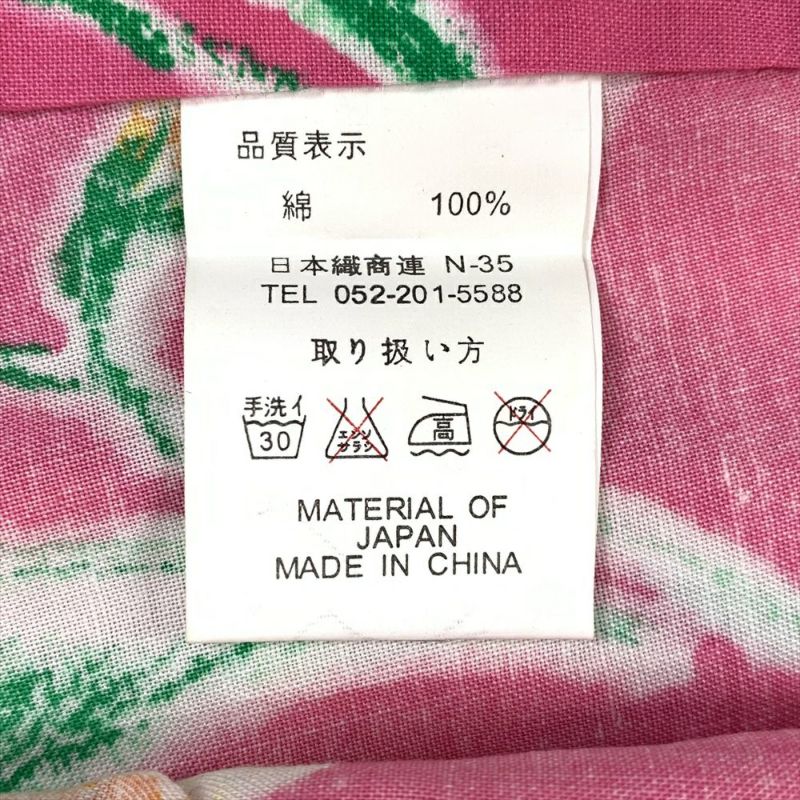 品質表示
綿 100%
日本織商連 N-35
TEL 052-201-5588
取り扱い方
手洗イ エンソ ドライ
30 サラシ 高
MATERIAL OF
JAPAN
MADE IN CHINA